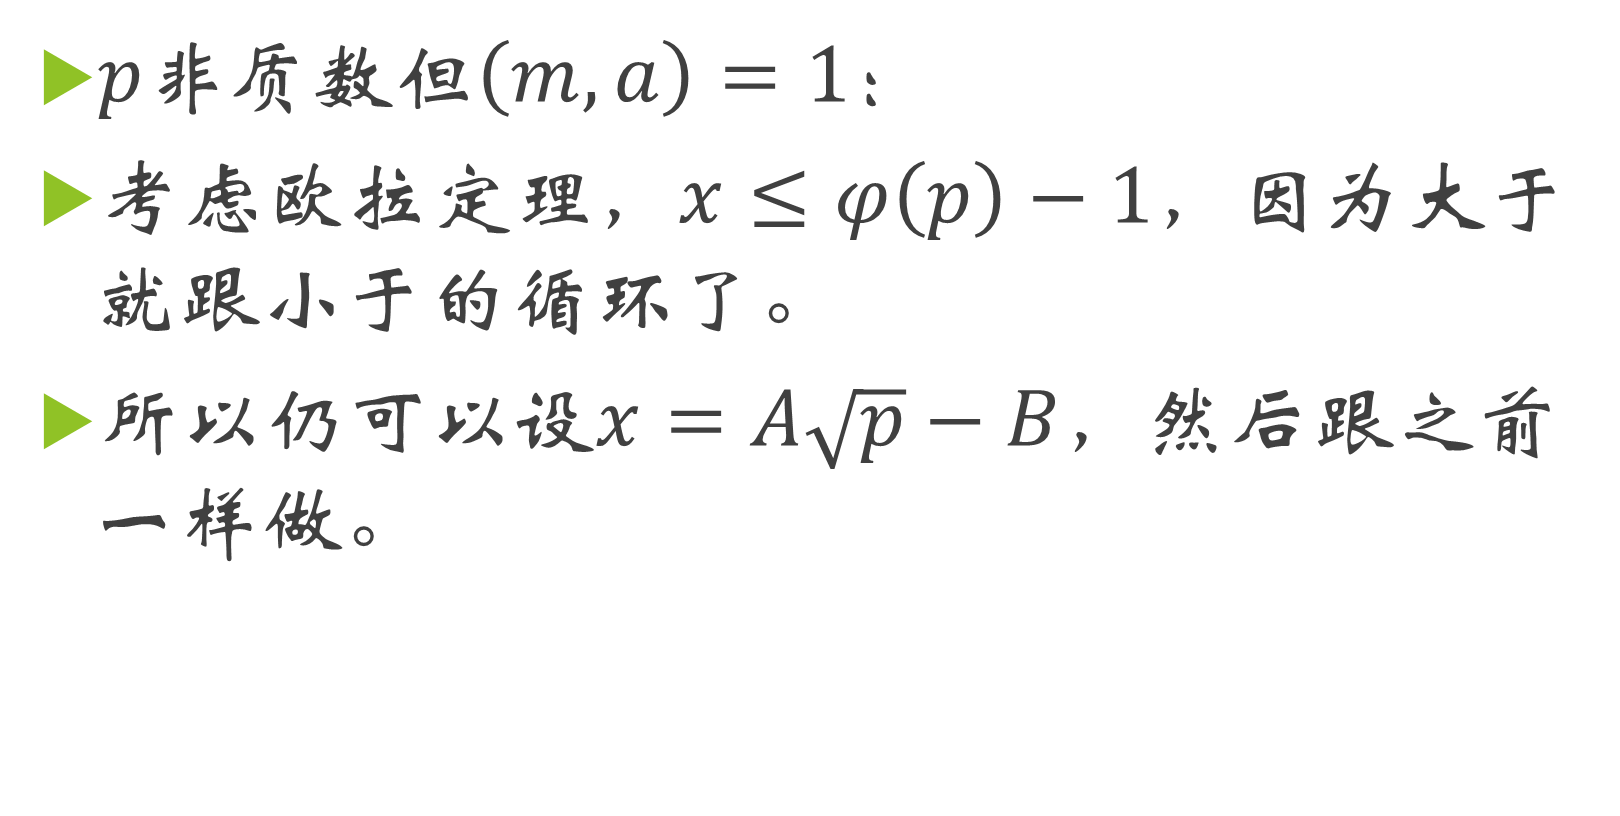 ▶p非质数但(m, a) = 1：
▶考虑欧拉定理，x ≤ φ(p) − 1，因为大于
就跟小于的循环了。
▶所以仍可以设x = A√p − B，然后跟之前
一样做。